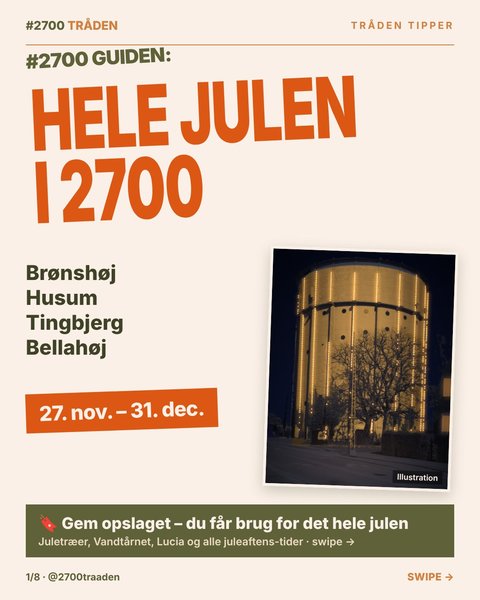 #2700 TRÅDEN
TRÅDEN TIPPER
#2700 GUIDEN:
HELE JULEN
I 2700
Brønshøj
Husum
Tingbjerg
Bellahøj
27. nov. – 31. dec.
Illustration
🔖 Gem opslaget – du får brug for det hele julen
Juletræer, Vandtårnet, Lucia og alle juleaftens-tider · swipe →
1/8 · @2700traaden
SWIPE →